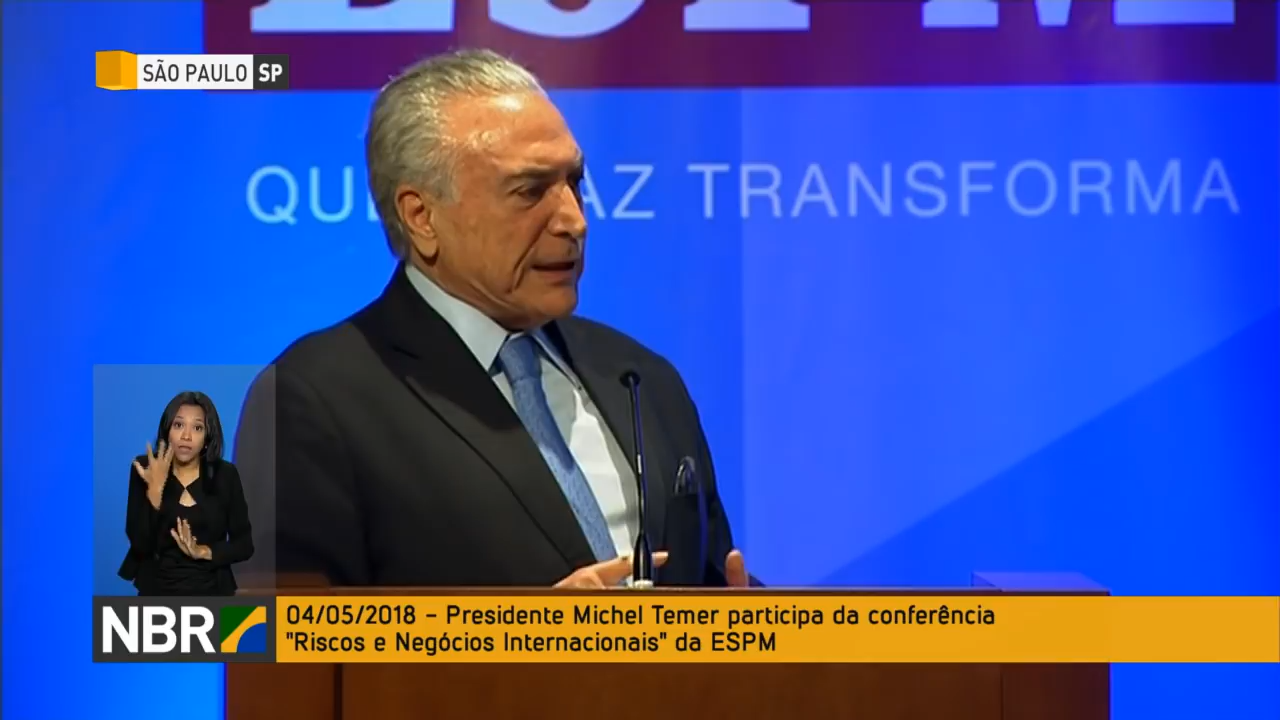 ESPM
SÃO PAULO SP
QU AZ TRANSFORMA
NBR
04/05/2018 - Presidente Michel Temer participa da conferência
"Riscos e Negócios Internacionais" da ESPM